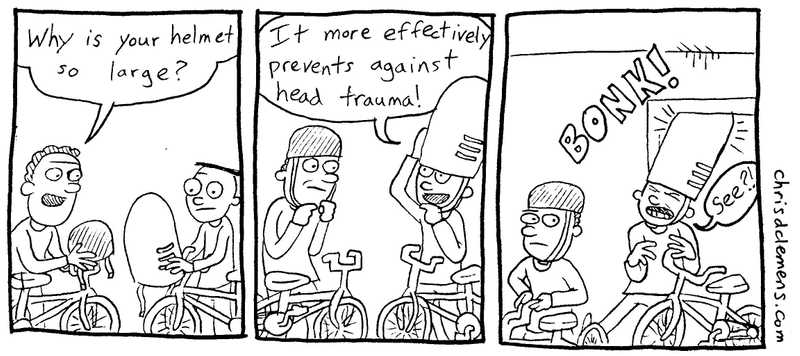 Why is your helmet
so large?
It more effectively
prevents against
head trauma!
BONK!
See?!
chrisdclemens.com